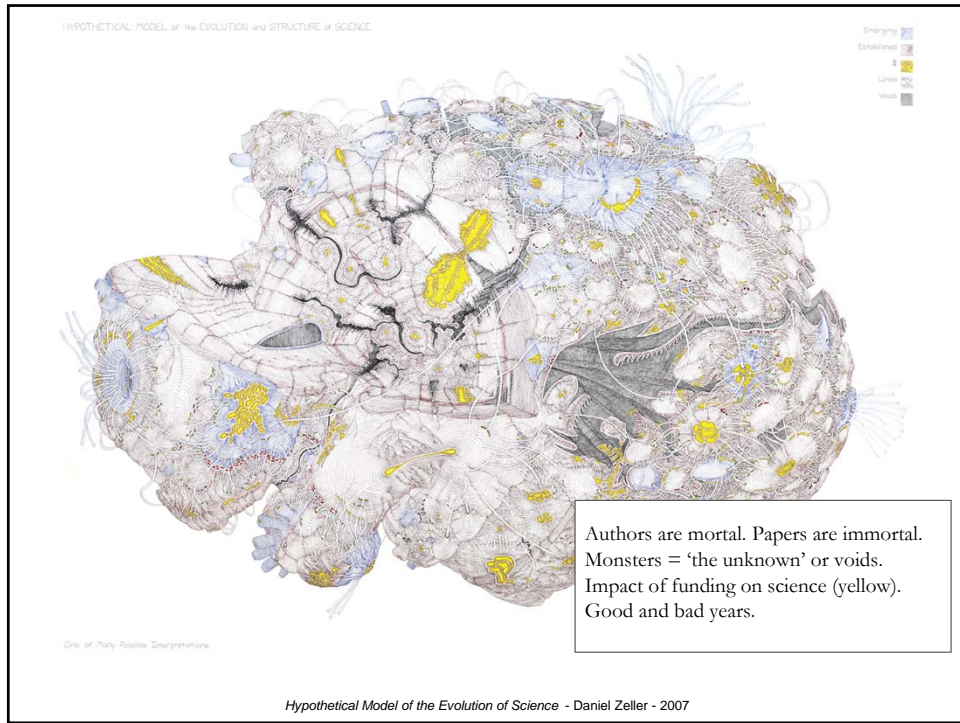 HYPOTHETICAL MODEL of the EVOLUTION and STRUCTURE of SCIENCE
Emerging
Established
$
Links
Voids
Authors are mortal. Papers are immortal.
Monsters = ‘the unknown’ or voids.
Impact of funding on science (yellow).
Good and bad years.
One of Many Possible Interpretations
Hypothetical Model of the Evolution of Science - Daniel Zeller - 2007